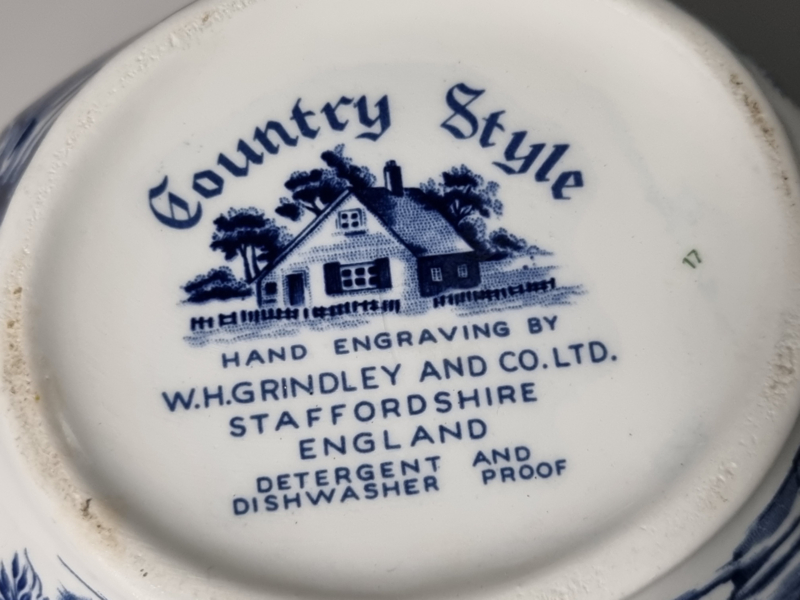 Country Style
HAND ENGRAVING BY
W.H.GRINDLEY AND CO.LTD.
STAFFORDSHIRE
ENGLAND
DETERGENT AND
DISHWASHER PROOF
17